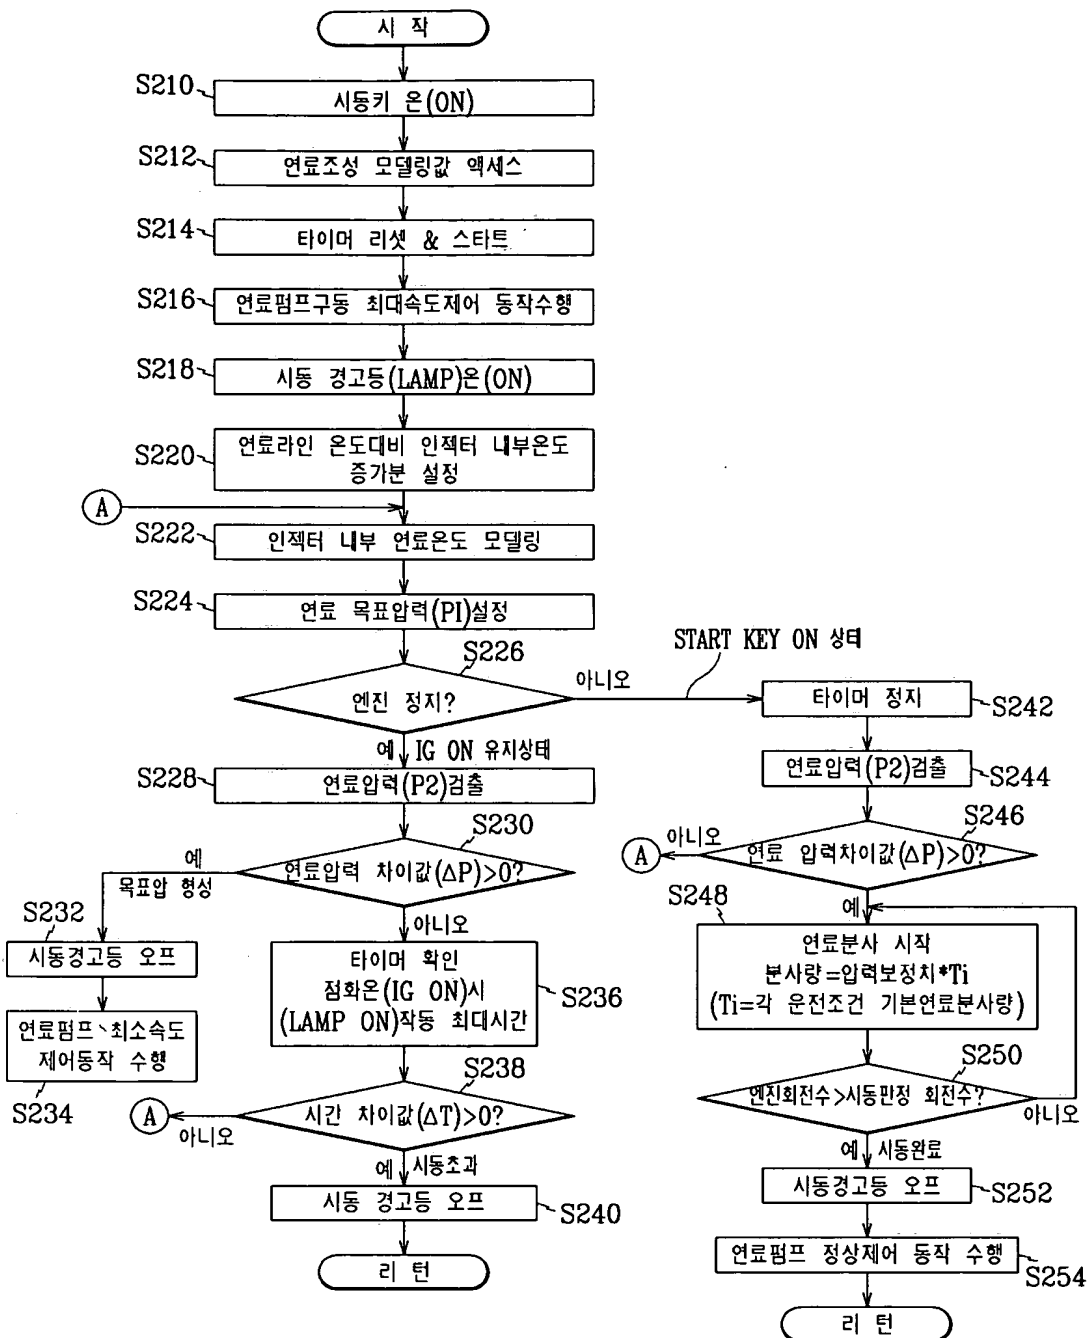 시 작
S210
시동키 온(ON)
S212
연료조성 모델링값 액세스
S214
타이머 리셋 & 스타트
S216
연료펌프구동 최대속도제어 동작수행
S218
시동 경고등(LAMP)온(ON)
S220
연료라인 온도대비 인젝터 내부온도
증가분 설정
A
S222
인젝터 내부 연료온도 모델링
S224
연료 목표압력(PI)설정
S226
엔진 정지?
아니오
START KEY ON 상태
예
IG ON 유지상태
S228
연료압력(P2)검출
S230
연료압력 차이값(ΔP)>0?
예
목표압 형성
S232
시동경고등 오프
연료펌프 최소속도
제어동작 수행
S234
아니오
타이머 확인
점화온(IG ON)시
(LAMP ON)작동 최대시간
S236
S238
시간 차이값(ΔT)>0?
A
아니오
예
시동초과
시동 경고등 오프
S240
리 턴
타이머 정지
S242
연료압력(P2)검출
S244
S246
연료 압력차이값(ΔP)>0?
아니오
A
예
S248
연료분사 시작
분사량=압력보정치*Ti
(Ti=각 운전조건 기본연료분사량)
S250
엔진회전수>시동판정 회전수?
아니오
예
시동완료
시동경고등 오프
S252
연료펌프 정상제어 동작 수행
S254
리 턴